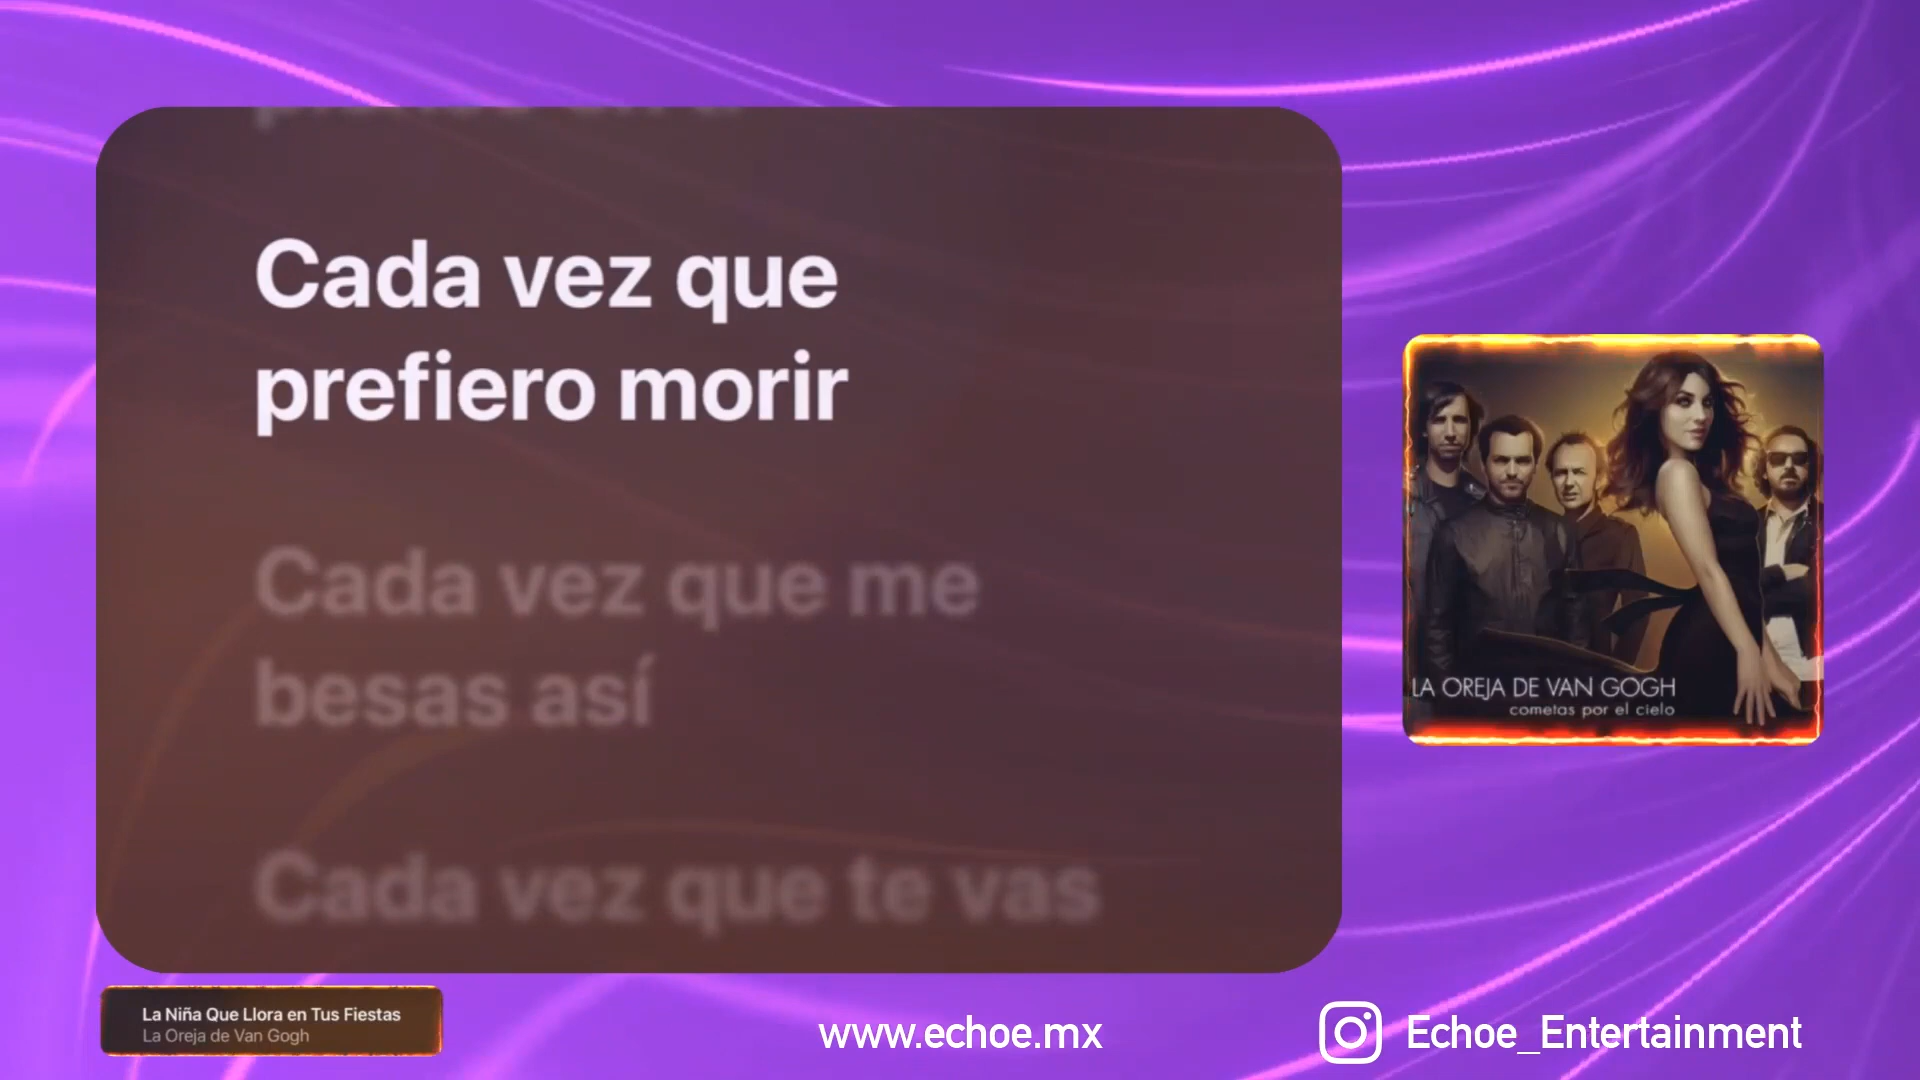 Cada vez que
prefiero morir
Cada vez que me
besas así
Cada vez que te vas
LA OREJA DE VAN GOGH
cometas por el cielo
La Niña Que Llora en Tus Fiestas
La Oreja de Van Gogh
www.echoe.mx
Echoe_Entertainment